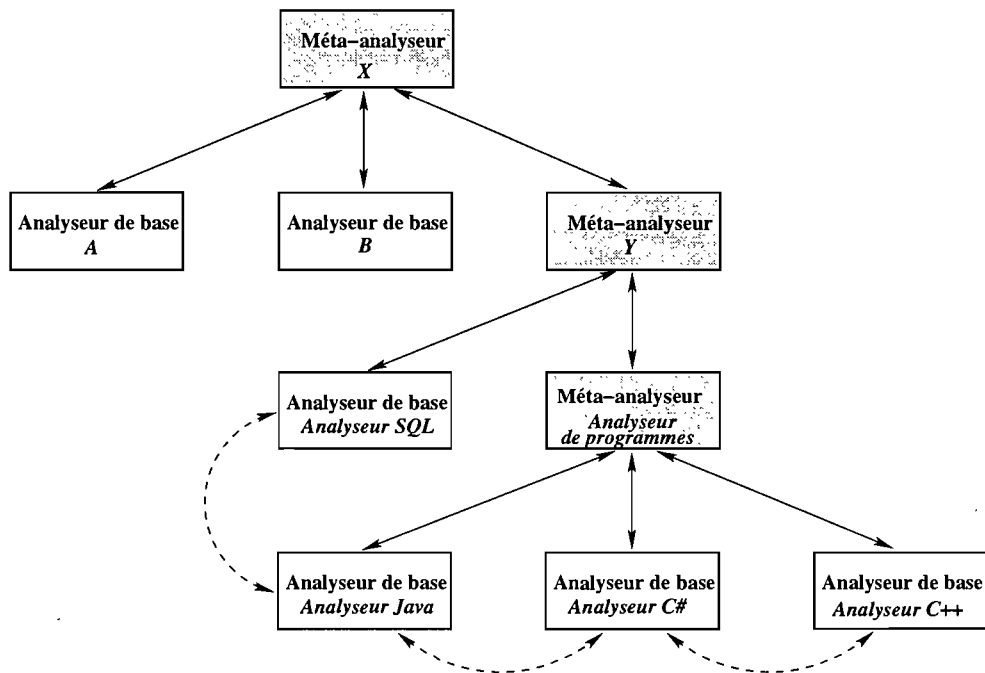 Méta-analyseur
X
Analyseur de base
A
Analyseur de base
B
Méta-analyseur
Y
Analyseur de base
Analyseur SQL
Méta-analyseur
Analyseur
de programmes
Analyseur de base
Analyseur Java
Analyseur de base
Analyseur C#
Analyseur de base
Analyseur C++